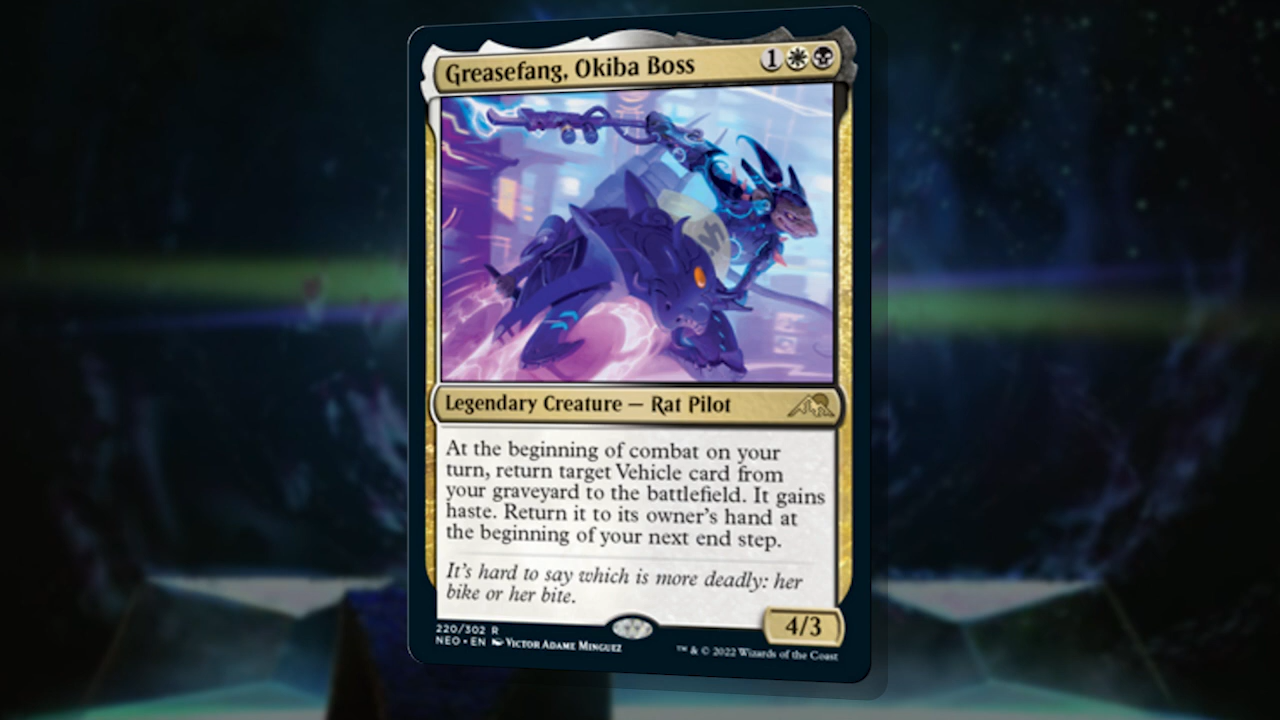 Greasefang, Okiba Boss 1
Legendary Creature — Rat Pilot
At the beginning of combat on your
turn, return target Vehicle card from
your graveyard to the battlefield. It gains
haste. Return it to its owner's hand at
the beginning of your next end step.
It's hard to say which is more deadly: her
bike or her bite.
4/3
220/302 R
NEO • EN Victor Adame Minguez
™ & © 2022 Wizards of the Coast